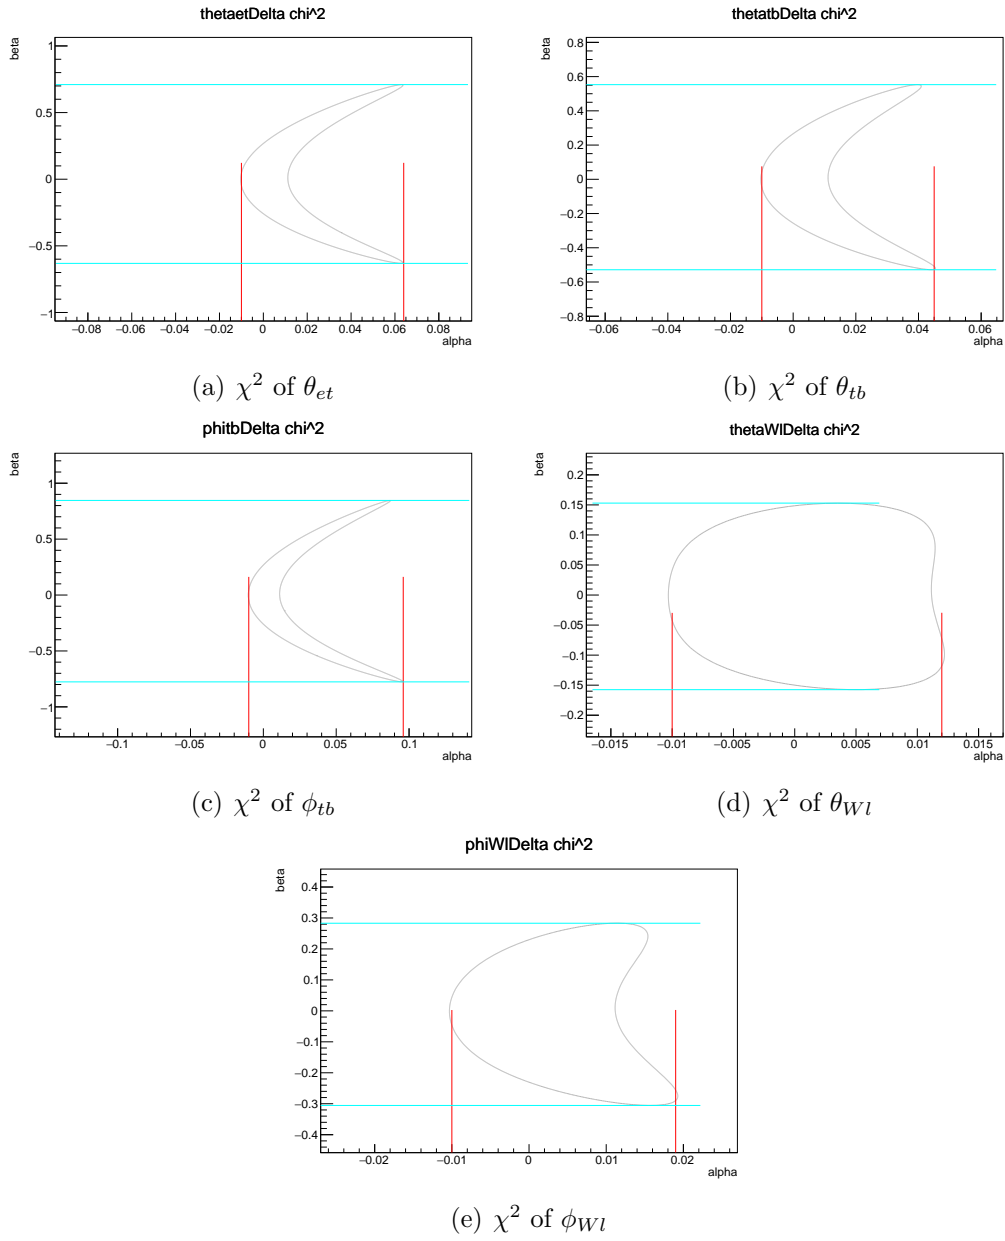 thetaetDelta chi^2
beta
1
0.5
0
−0.5
−1
−0.08 −0.06 −0.04 −0.02 0 0.02 0.04 0.06 0.08
alpha
(a) χ² of θ_et
thetatbDelta chi^2
beta
0.8
0.6
0.4
0.2
0
−0.2
−0.4
−0.6
−0.8
−0.06 −0.04 −0.02 0 0.02 0.04 0.06
alpha
(b) χ² of θ_tb
phitbDelta chi^2
beta
1
0.5
0
−0.5
−1
−0.1 −0.05 0 0.05 0.1
alpha
(c) χ² of ϕ_tb
thetaWlDelta chi^2
beta
0.2
0.15
0.1
0.05
0
−0.05
−0.1
−0.15
−0.2
−0.015 −0.01 −0.005 0 0.005 0.01 0.015
alpha
(d) χ² of θ_Wl
phiWlDelta chi^2
beta
0.4
0.3
0.2
0.1
0
−0.1
−0.2
−0.3
−0.4
−0.02 −0.01 0 0.01 0.02
alpha
(e) χ² of ϕ_Wl